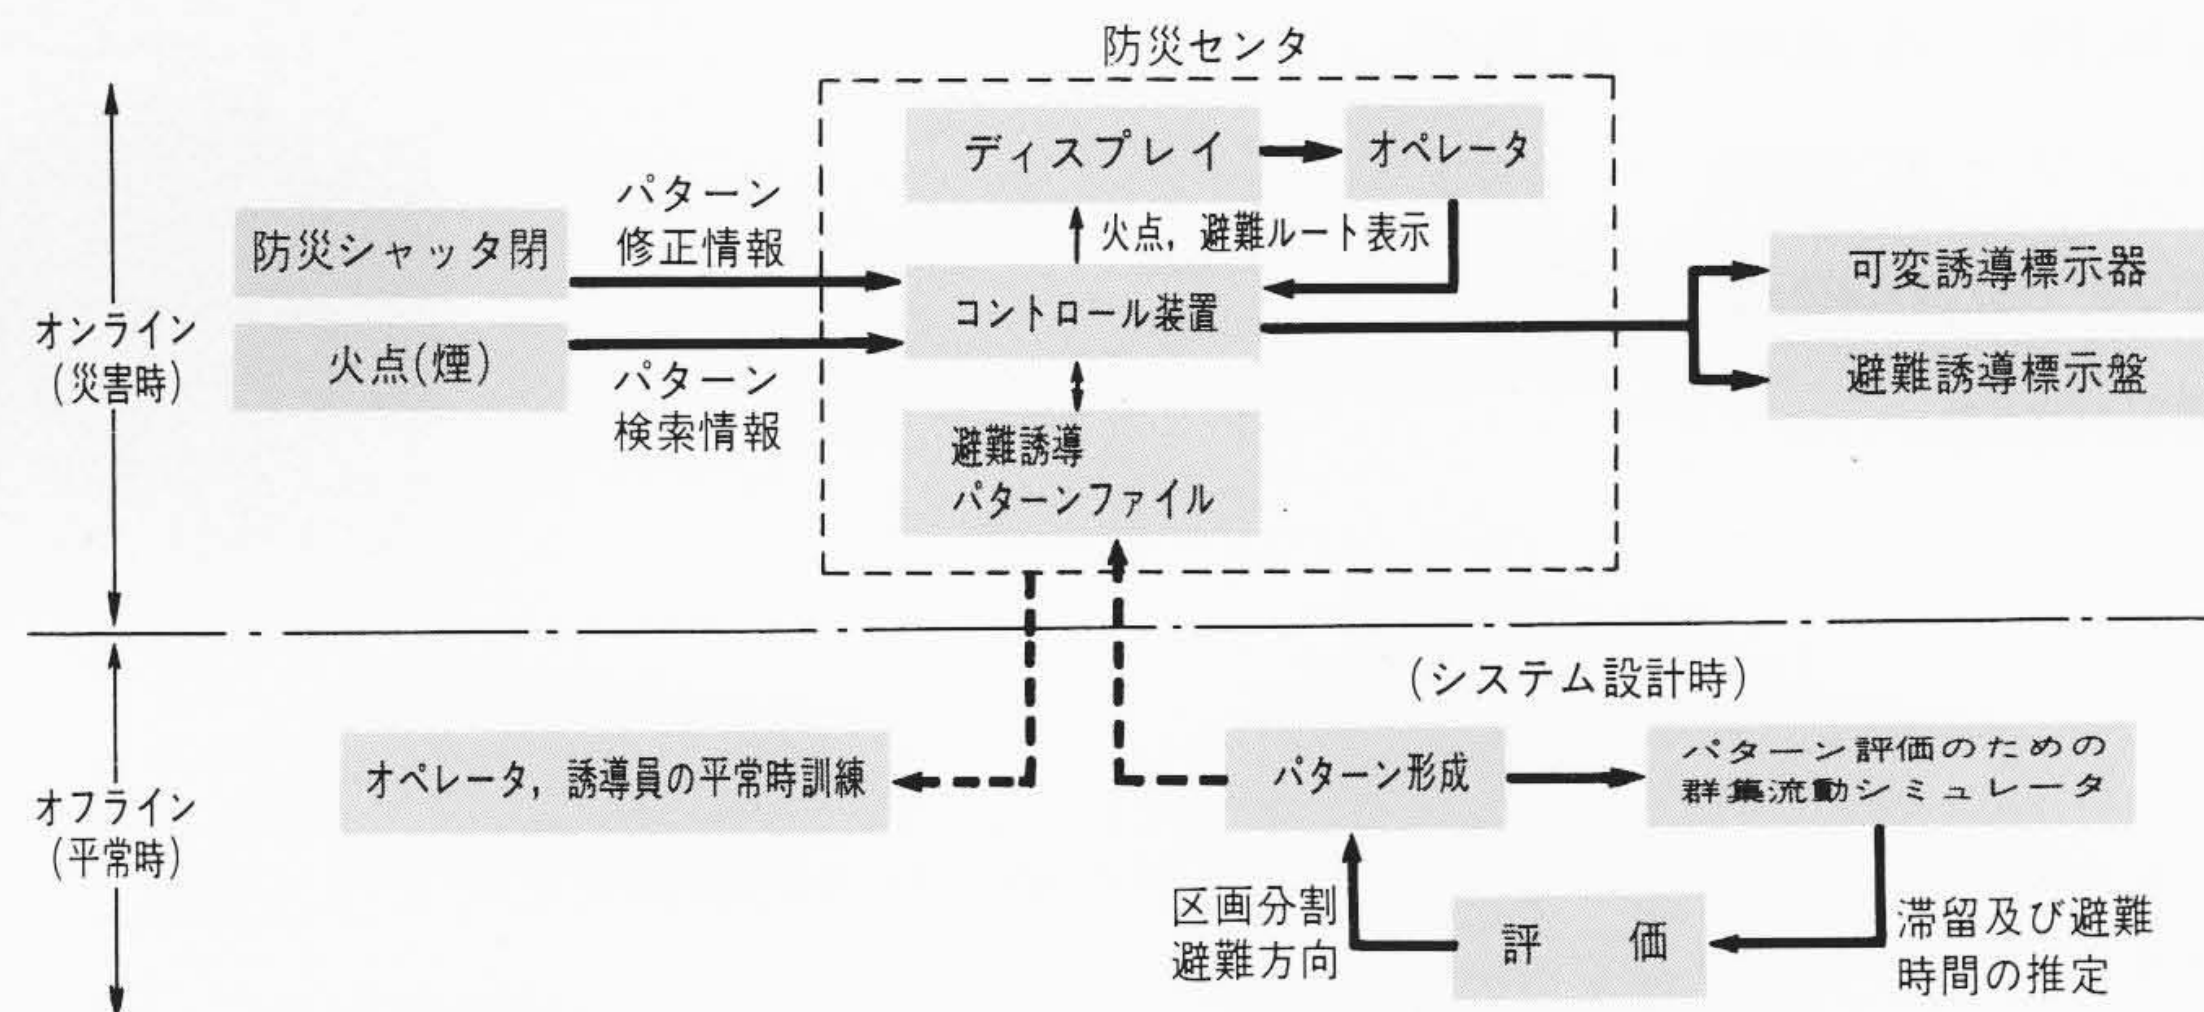 防災センタ
ディスプレイ
オペレータ
パターン
修正情報
防災シャッタ閉
火点，避難ルート表示
可変誘導標示器
コントロール装置
オンライン
(災害時)
火点(煙)
パターン
検索情報
避難誘導標示盤
避難誘導
パターンファイル
(システム設計時)
オペレータ，誘導員の平常時訓練
パターン形成
パターン評価のための
群集流動シミュレータ
オフライン
(平常時)
区画分割
避難方向
評　価
滞留及び避難
時間の推定